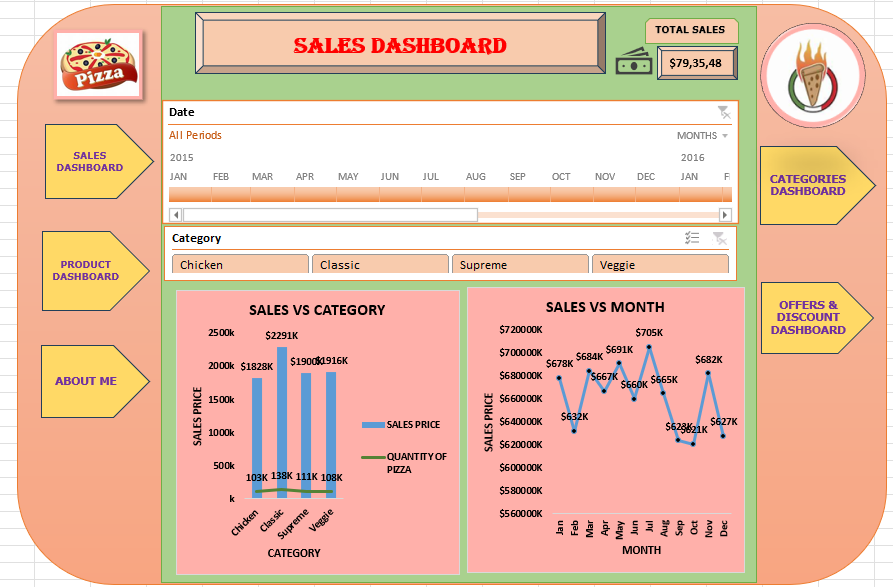 SALES DASHBOARD
TOTAL SALES
$79,35,48
Pizza
SALES
DASHBOARD
PRODUCT
DASHBOARD
ABOUT ME
CATEGORIES
DASHBOARD
OFFERS &
DISCOUNT
DASHBOARD
Date
All Periods
MONTHS
2015 2016
JAN FEB MAR APR MAY JUN JUL AUG SEP OCT NOV DEC JAN F
Category
Chicken Classic Supreme Veggie
SALES VS CATEGORY
SALES PRICE
2500k
2000k
1500k
1000k
500k
k
$1828K
$2291K
$1900K
$1916K
103K 138K 111K 108K
Chicken
Classic
Supreme
Veggie
CATEGORY
SALES PRICE
QUANTITY OF
PIZZA
SALES VS MONTH
SALES PRICE
$720000K
$700000K
$680000K
$660000K
$640000K
$620000K
$600000K
$580000K
$560000K
$678K
$632K
$684K
$667K
$691K
$660K
$705K
$665K
$621K
$682K
$627K
Jan
Feb
Mar
Apr
May
Jun
Jul
Aug
Sep
Oct
Nov
Dec
MONTH